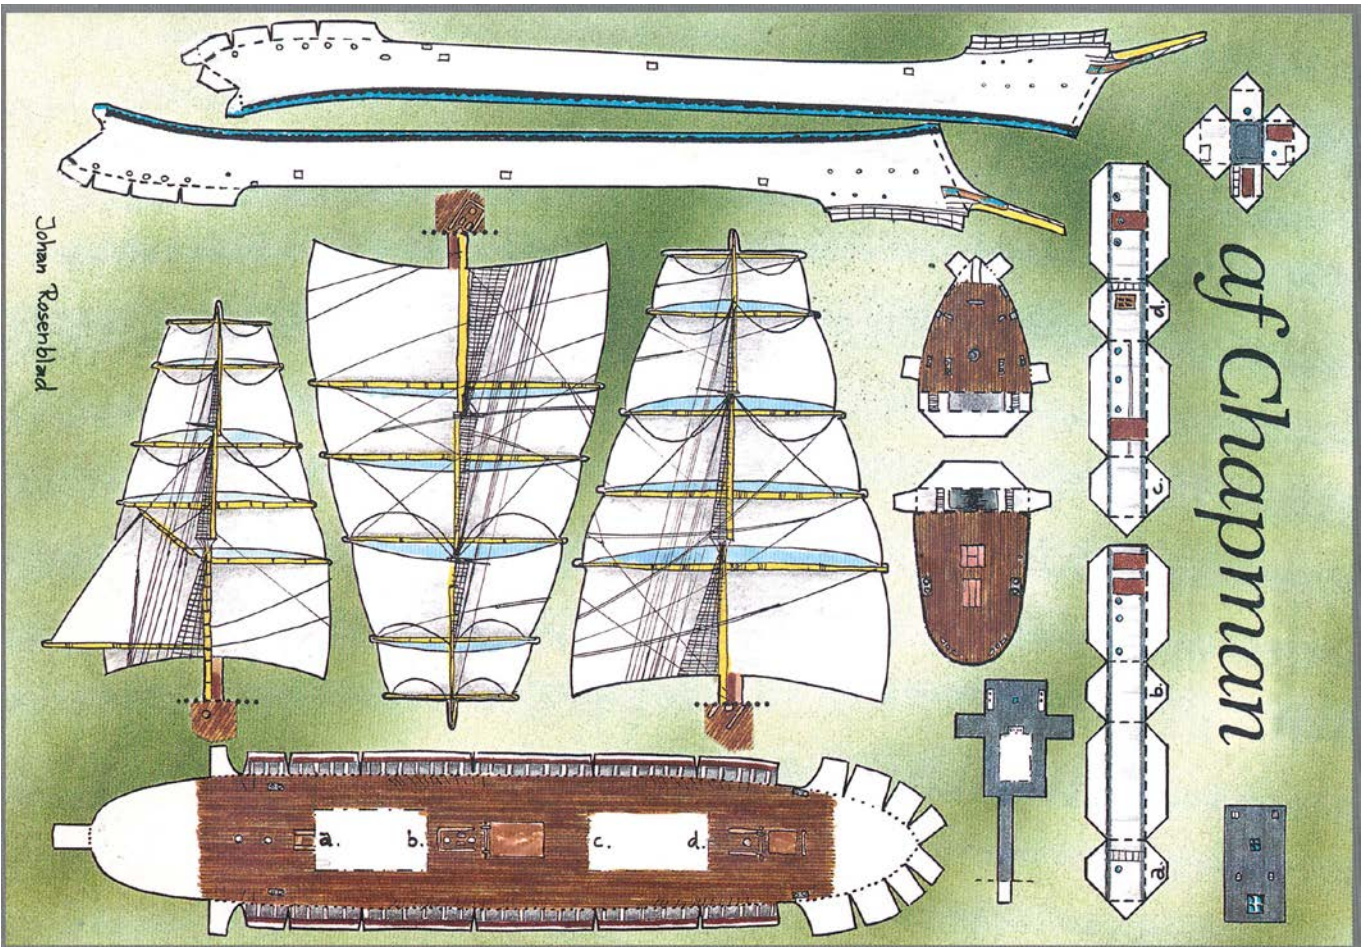 af Chapman
Johan Rosenblad
d.
c.
b.
a.
a.
b.
c.
d.